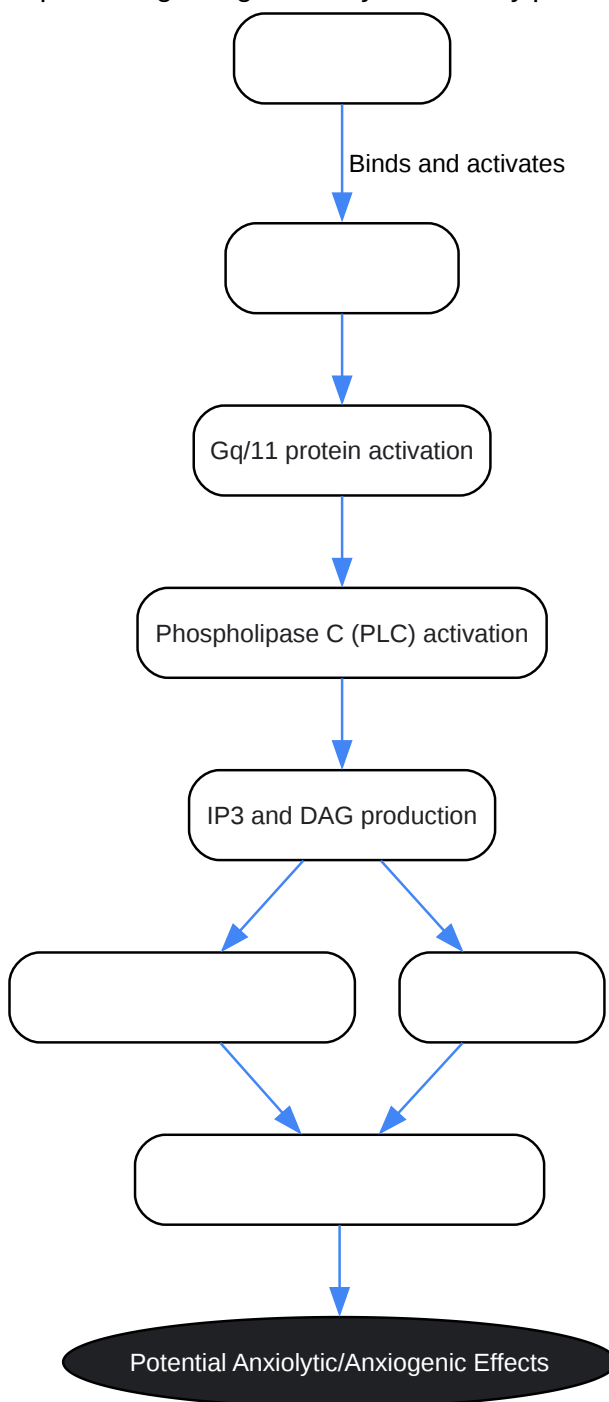 Binds and activates
Gq/11 protein activation
Phospholipase C (PLC) activation
IP3 and DAG production
Potential Anxiolytic/Anxiogenic Effects